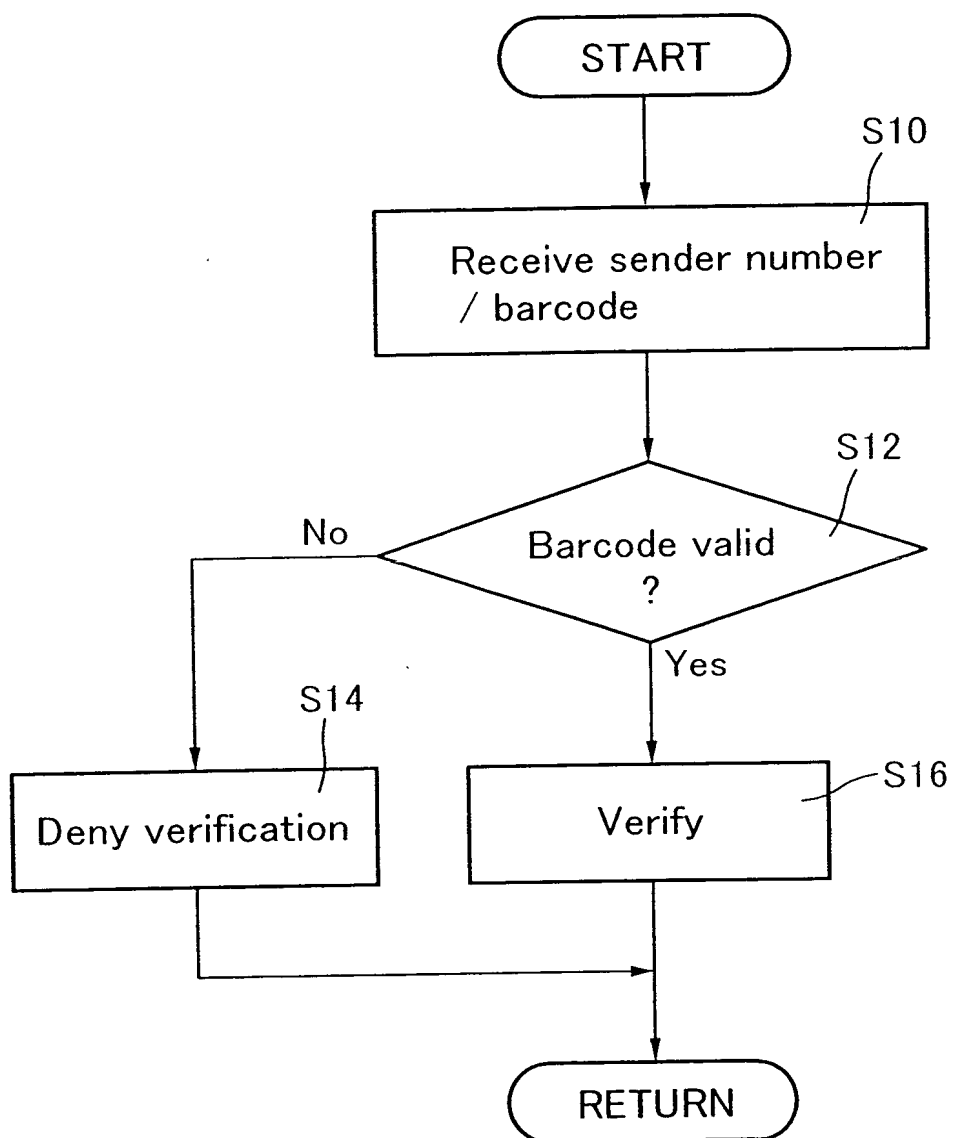 START
S10
Receive sender number
/ barcode
S12
No
Barcode valid
?
Yes
S14
S16
Deny verification
Verify
RETURN